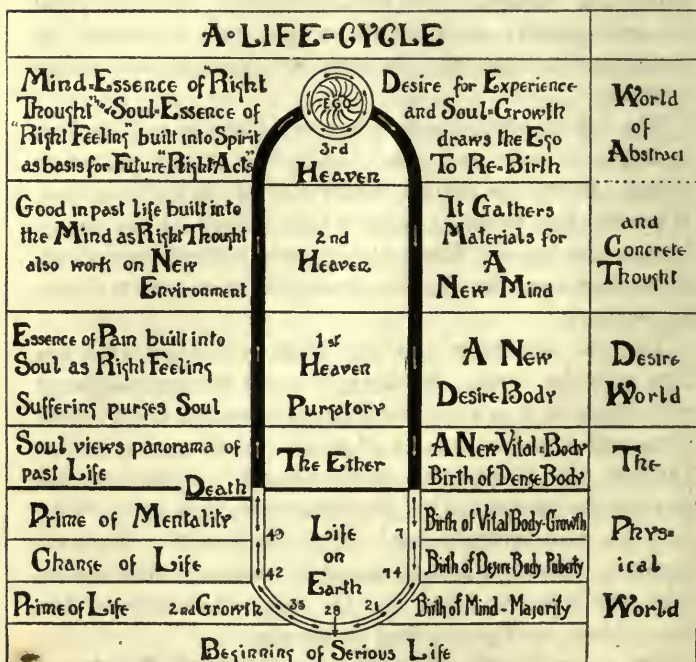 A LIFE-CYCLE
Mind-Essence of "Right
Thought" and Soul-Essence of
"Right Feeling" built into Spirit
as basis for Future "Right Acts"
EGO
3rd
Heaven
Desire for Experience
and Soul-Growth
draws the Ego
To Re-Birth
World
of
Abstract
Good in past life built into
the Mind as Right Thought
also work on New
Environment
2nd
Heaven
It Gathers
Materials for
A
New Mind
and
Concrete
Thought
Essence of Pain built into
Soul as Right Feeling
Suffering purges Soul
1st
Heaven
Purgatory
A New
Desire Body
Desire
World
Soul views panorama of
past Life
Death
The Ether
A New Vital-Body
Birth of Dense Body
The
Prime of Mentality
49
Life
7
Birth of Vital Body-Growth
Phys=
Change of Life
42
on
14
Birth of Desire Body Puberty
ical
Prime of Life
2nd Growth
35
Earth
28
21
Birth of Mind-Majority
World
Beginning of Serious Life